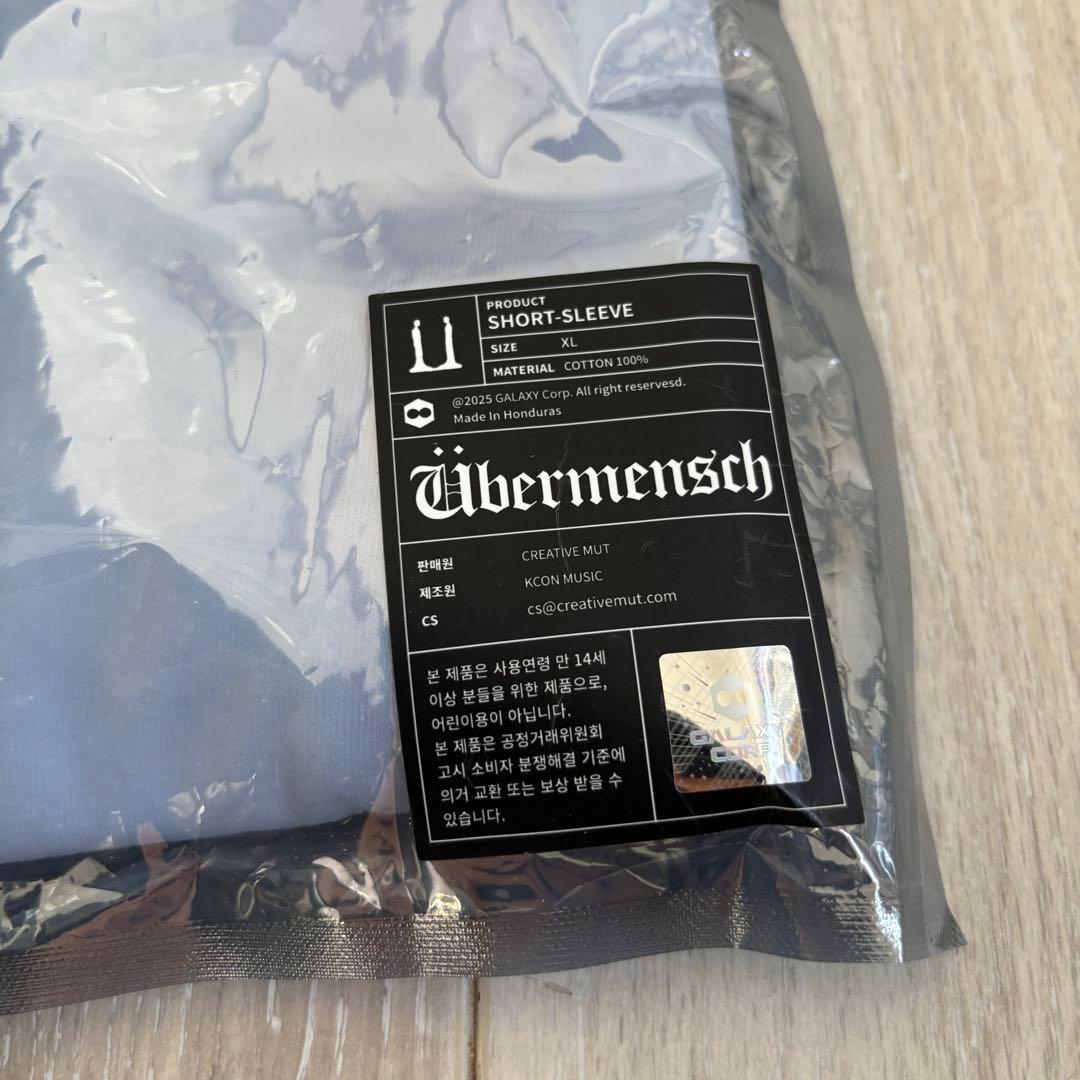 PRODUCT
SHORT-SLEEVE
SIZE XL
MATERIAL COTTON 100%
@2025 GALAXY Corp. All right reservesd.
Made In Honduras
Übermensch
판매원 CREATIVE MUT
제조원 KCON MUSIC
CS cs@creativemut.com
본 제품은 사용연령 만 14세
이상 분들을 위한 제품으로,
어린이용이 아닙니다.
본 제품은 공정거래위원회
고시 소비자 분쟁해결 기준에
의거 교환 또는 보상 받을 수
있습니다.
GALAXY
CORP.